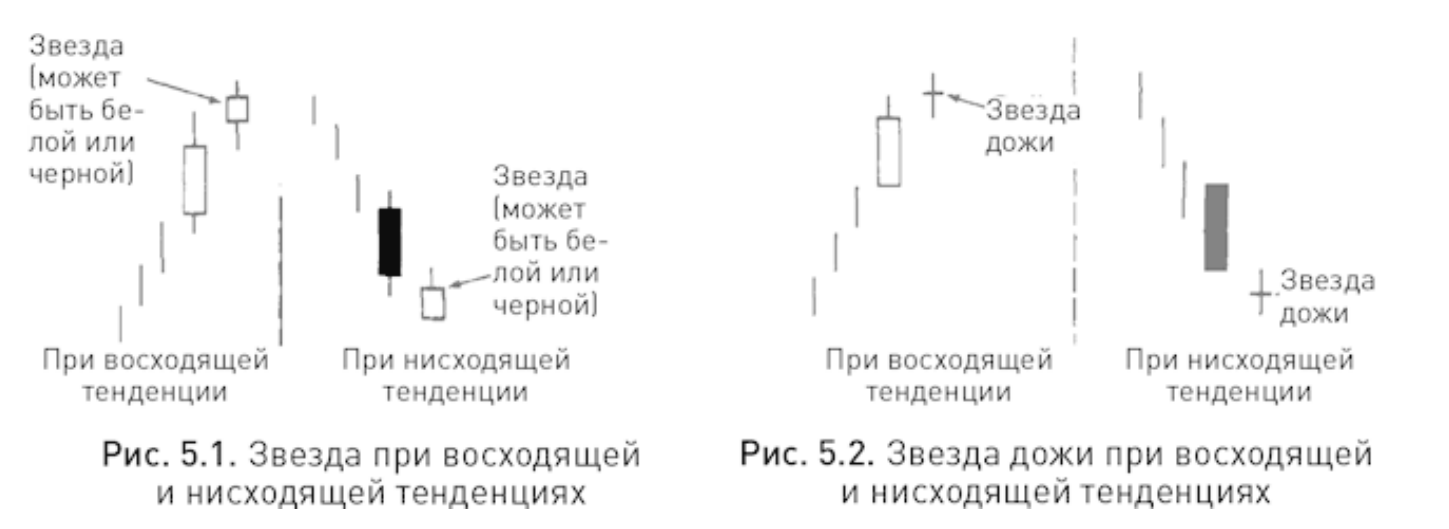 Звезда
(может
быть бе-
лой или
черной)
Звезда
(может
быть бе-
лой или
черной)
При восходящей
тенденции
При нисходящей
тенденции
Рис. 5.1. Звезда при восходящей
и нисходящей тенденциях
Звезда
дожи
Звезда
дожи
При восходящей
тенденции
При нисходящей
тенденции
Рис. 5.2. Звезда дожи при восходящей
и нисходящей тенденциях